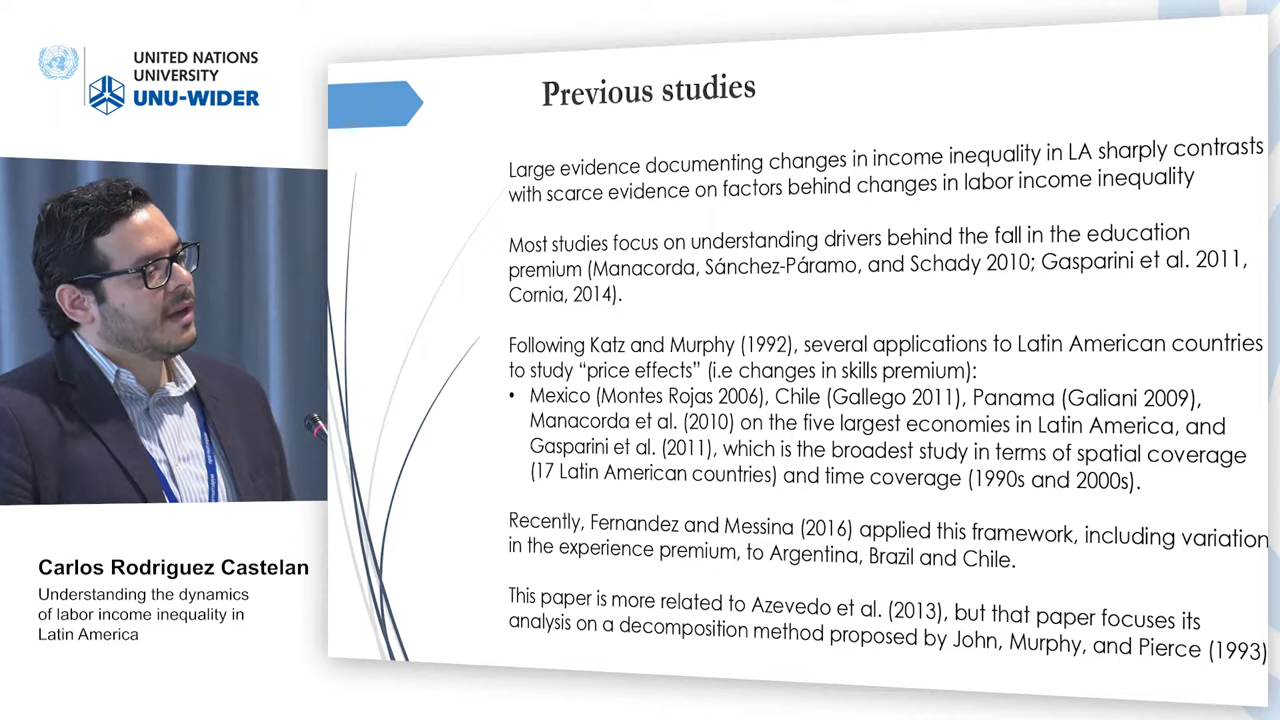 UNITED NATIONS
UNIVERSITY
UNU-WIDER
Carlos Rodriguez Castelan
Understanding the dynamics
of labor income inequality in
Latin America
Previous studies
Large evidence documenting changes in income inequality in LA sharply contrasts
with scarce evidence on factors behind changes in labor income inequality
Most studies focus on understanding drivers behind the fall in the education
premium (Manacorda, Sánchez-Páramo, and Schady 2010; Gasparini et al. 2011,
Cornia, 2014).
Following Katz and Murphy (1992), several applications to Latin American countries
to study “price effects” (i.e changes in skills premium):
• Mexico (Montes Rojas 2006), Chile (Gallego 2011), Panama (Galiani 2009),
Manacorda et al. (2010) on the five largest economies in Latin America, and
Gasparini et al. (2011), which is the broadest study in terms of spatial coverage
(17 Latin American countries) and time coverage (1990s and 2000s).
Recently, Fernandez and Messina (2016) applied this framework, including variation
in the experience premium, to Argentina, Brazil and Chile.
This paper is more related to Azevedo et al. (2013), but that paper focuses its
analysis on a decomposition method proposed by John, Murphy, and Pierce (1993)